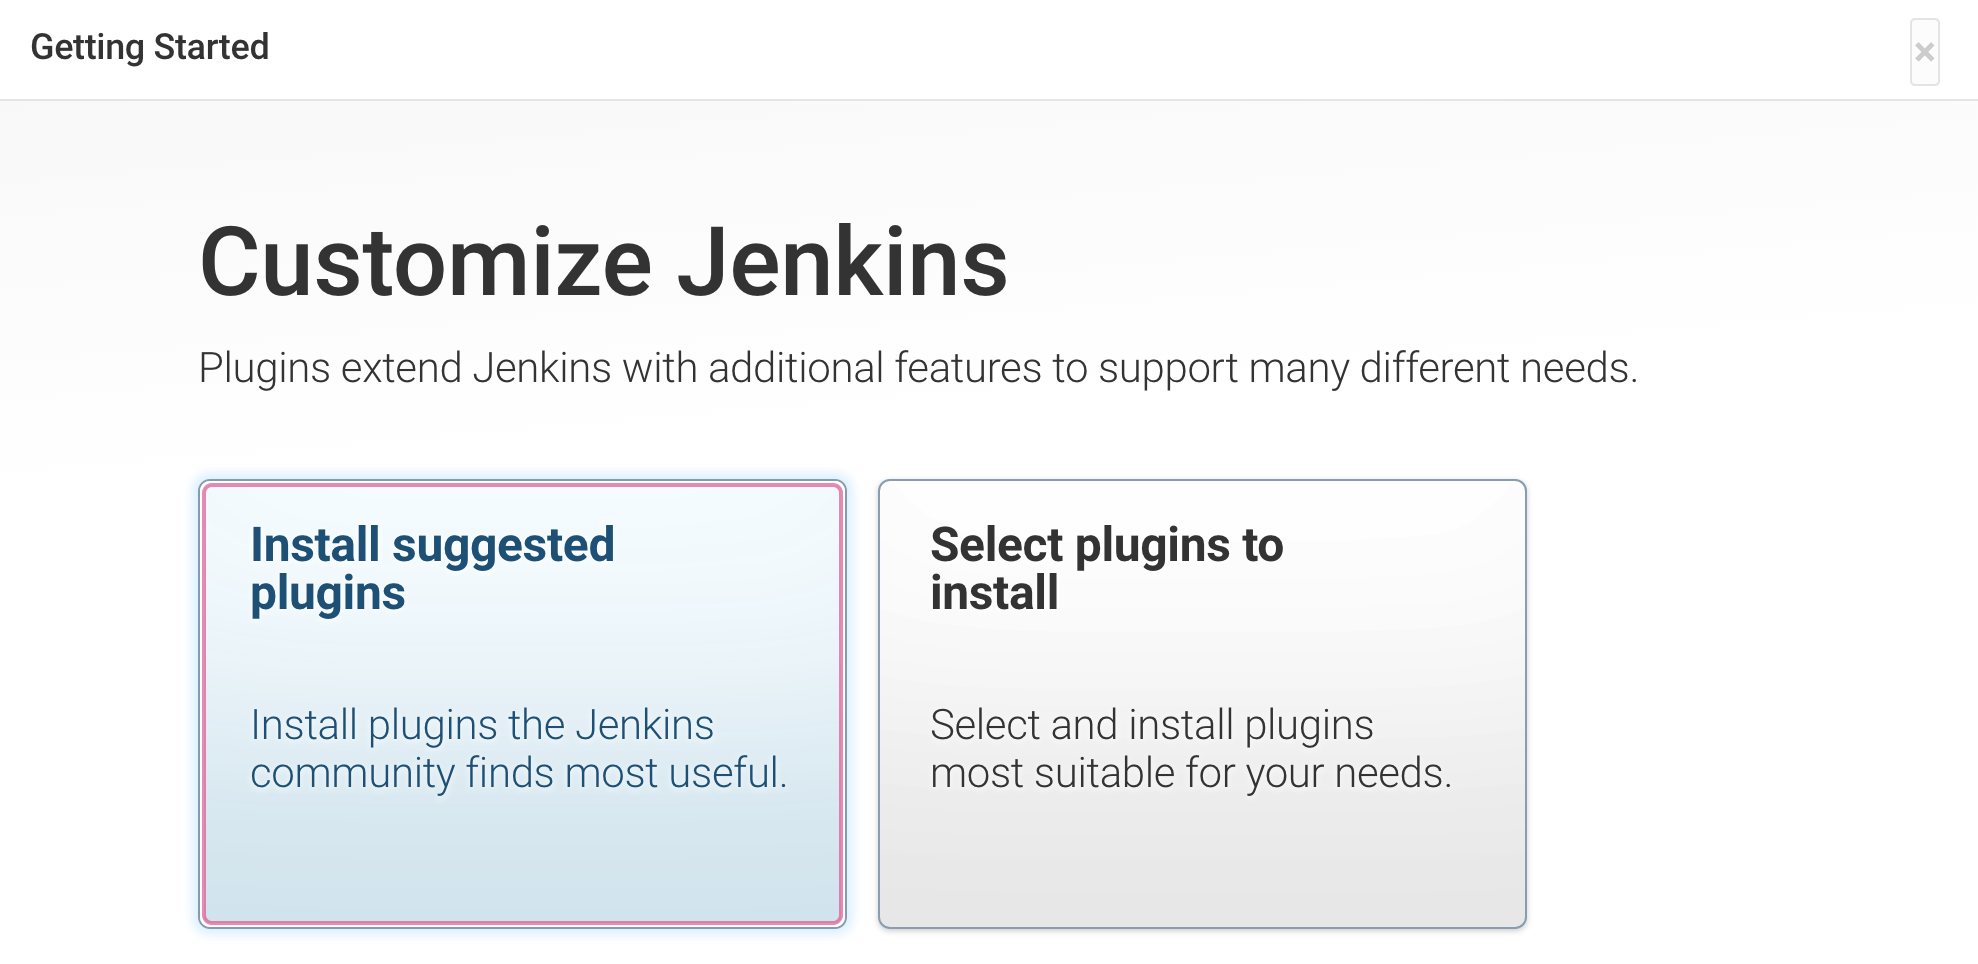 Getting Started
×
Customize Jenkins
Plugins extend Jenkins with additional features to support many different needs.
Install suggested
plugins
Install plugins the Jenkins
community finds most useful.
Select plugins to
install
Select and install plugins
most suitable for your needs.